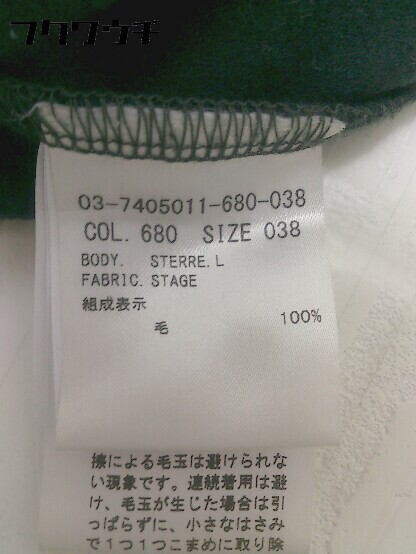 フクウクチ
03-7405011-680-038
COL. 680 SIZE 038
BODY. STERRE.L
FABRIC. STAGE
組成表示
毛 100%
擦による毛玉は避けられな
い現象です。連続着用は避
け、毛玉が生じた場合は引
っぱらずに、小さなはさみ
で1つ1つこまめに取り除